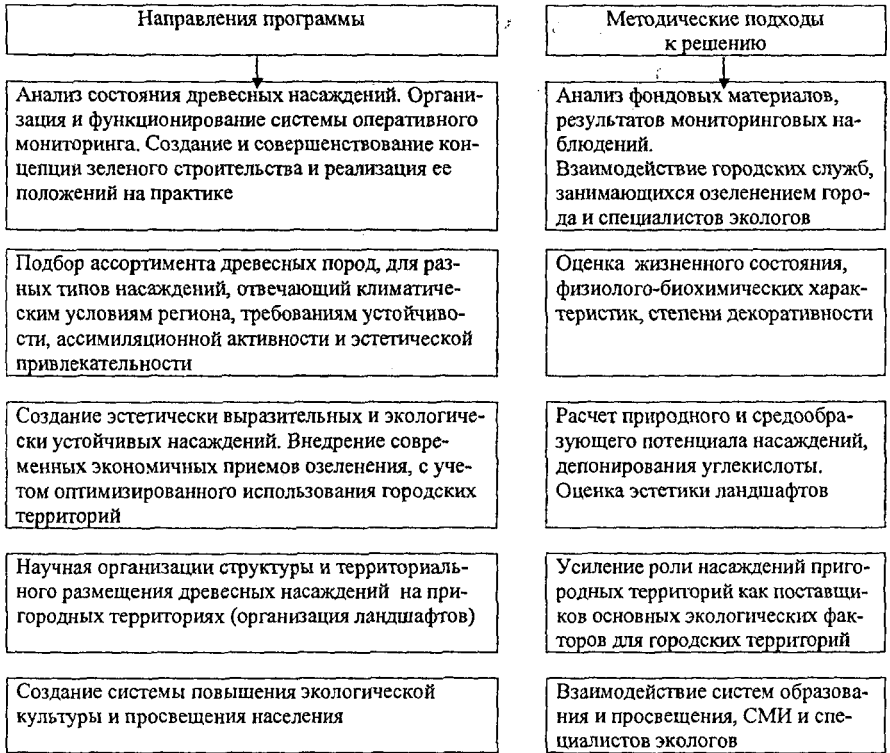 Направления программы
Методические подходы
к решению
Анализ состояния древесных насаждений. Органи-
зация и функционирование системы оперативного
мониторинга. Создание и совершенствование кон-
цепции зеленого строительства и реализация ее
положений на практике
Анализ фондовых материалов,
результатов мониторинговых на-
блюдений.
Взаимодействие городских служб,
занимающихся озеленением горо-
да и специалистов экологов
Подбор ассортимента древесных пород, для раз-
ных типов насаждений, отвечающий климатиче-
ским условиям региона, требованиям устойчиво-
сти, ассимиляционной активности и эстетической
привлекательности
Оценка жизненного состояния,
физиолого-биохимических харак-
теристик, степени декоративности
Создание эстетически выразительных и экологиче-
ски устойчивых насаждений. Внедрение совре-
менных экономичных приемов озеленения, с уче-
том оптимизированного использования городских
территорий
Расчет природного и средообра-
зующего потенциала насаждений,
депонирования углекислоты.
Оценка эстетики ландшафтов
Научная организации структуры и территориаль-
ного размещения древесных насаждений на при-
городных территориях (организация ландшафтов)
Усиление роли насаждений приго-
родных территорий как поставщи-
ков основных экологических фак-
торов для городских территорий
Создание системы повышения экологической
культуры и просвещения населения
Взаимодействие систем образова-
ния и просвещения, СМИ и спе-
циалистов экологов